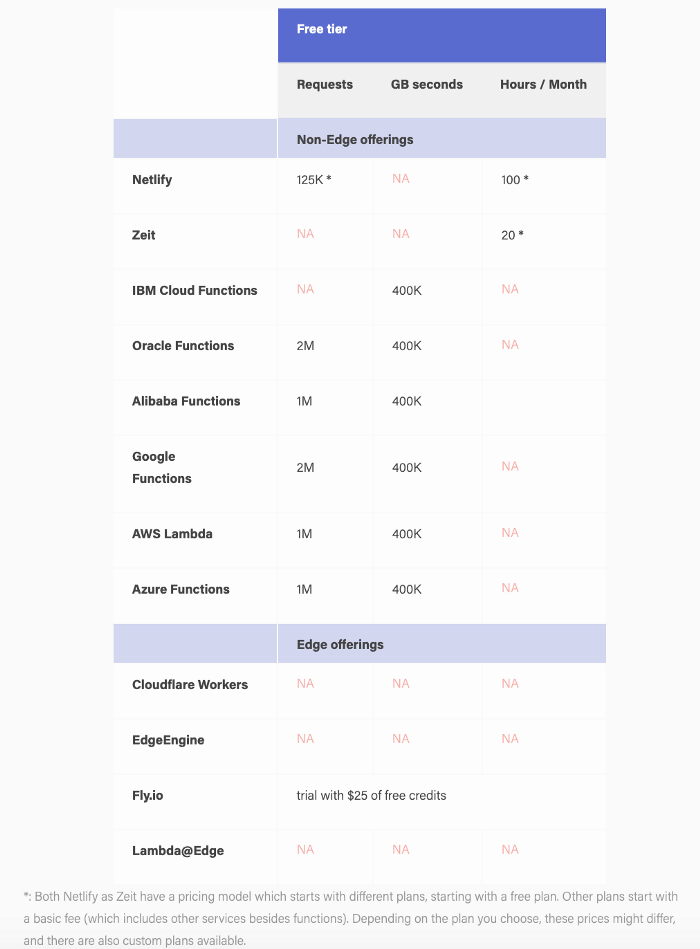 Free tier
Requests GB seconds Hours / Month
Non-Edge offerings
Netlify 125K * NA 100 *
Zeit NA NA 20 *
IBM Cloud Functions NA 400K NA
Oracle Functions 2M 400K NA
Alibaba Functions 1M 400K
Google
Functions
2M 400K NA
AWS Lambda 1M 400K NA
Azure Functions 1M 400K NA
Edge offerings
Cloudflare Workers NA NA NA
EdgeEngine NA NA NA
Fly.io trial with $25 of free credits
Lambda@Edge NA NA NA
*: Both Netlify as Zeit have a pricing model which starts with different plans, starting with a free plan. Other plans start with
a basic fee (which includes other services besides functions). Depending on the plan you choose, these prices might differ,
and there are also custom plans available.